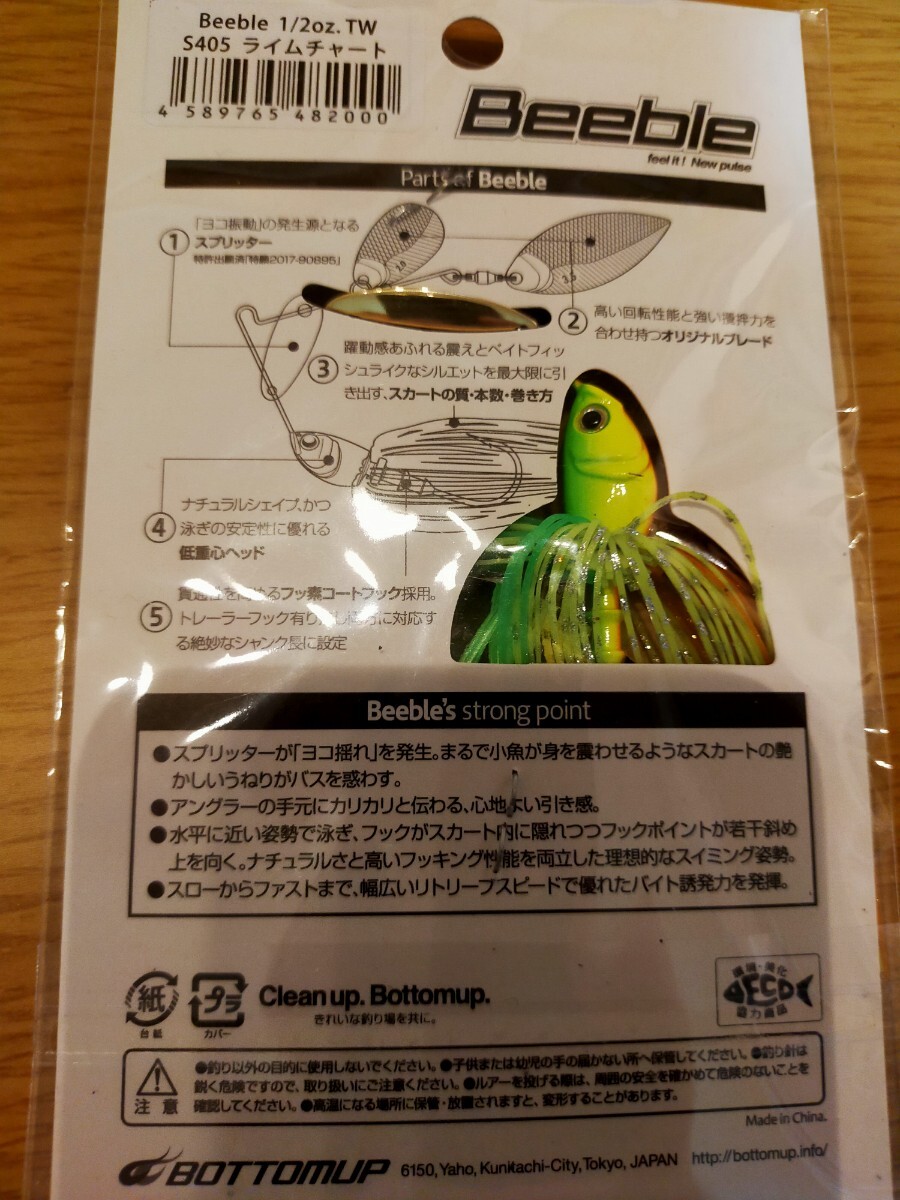 Beeble 1/2oz. TW
S405 ライムチャート
4 589765 482000
Beeble
feel it! New pulse
Parts of Beeble
「ヨコ振動」の発生源となる
1 スプリッター
特許出願済「特願2017-90895」
2.0
3.5
2 高い回転性能と強い撹拌力を
合わせ持つオリジナルブレード
躍動感あふれる震えとベイトフィッ
3 シュライクなシルエットを最大限に引
き出す、スカートの質・本数・巻き方
ナチュラルシェイプ、かつ
4 泳ぎの安定性に優れる
低重心ヘッド
フッ素コートフック採用。
5 トレーラーフック有り に対応す
る絶妙なシャンク長に設定
Beeble's strong point
●スプリッターが「ヨコ揺れ」を発生。まるで小魚が身を震わせるようなスカートの艶
かしいうねりがバスを惑わす。
●アングラーの手元にカリカリと伝わる、心地よい引き感。
●水平に近い姿勢で泳ぎ、フックがスカート内に隠れつつフックポイントが若干斜め
上を向く。ナチュラルさと高いフッキング性能を両立した理想的なスイミング姿勢。
●スローからファストまで、幅広いリトリーブスピードで優れたバイト誘発力を発揮。
紙
台紙
プラ
カバー
Clean up. Bottomup.
きれいな釣り場を共に。
環境・美化
ECO
協力商品
注意
●釣り以外の目的に使用しないでください。●子供または幼児の手の届かない所へ保管してください。●釣り針は
鋭く危険ですので、取り扱いにご注意ください。●ルアーを投げる際は、周囲の安全を確かめて危険のないことを
確認してください。●高温になる場所に保管・放置されますと、変形することがあります。
Made in China.
BOTTOMUP 6150, Yaho, Kunitachi-City, Tokyo, JAPAN http://bottomup.info/